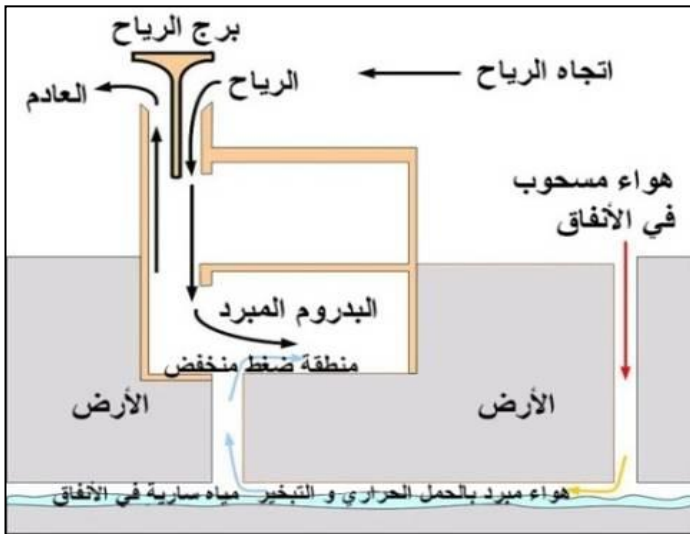 برج الرياح
اتجاه الرياح
الرياح
العادم
هواء مسحوب
في الأنفاق
البدروم المبرد
منطقة ضغط منخفض
الأرض
الأرض
هواء مبرد بالحمل الحراري و التبخير
مياه سارية في الأنفاق